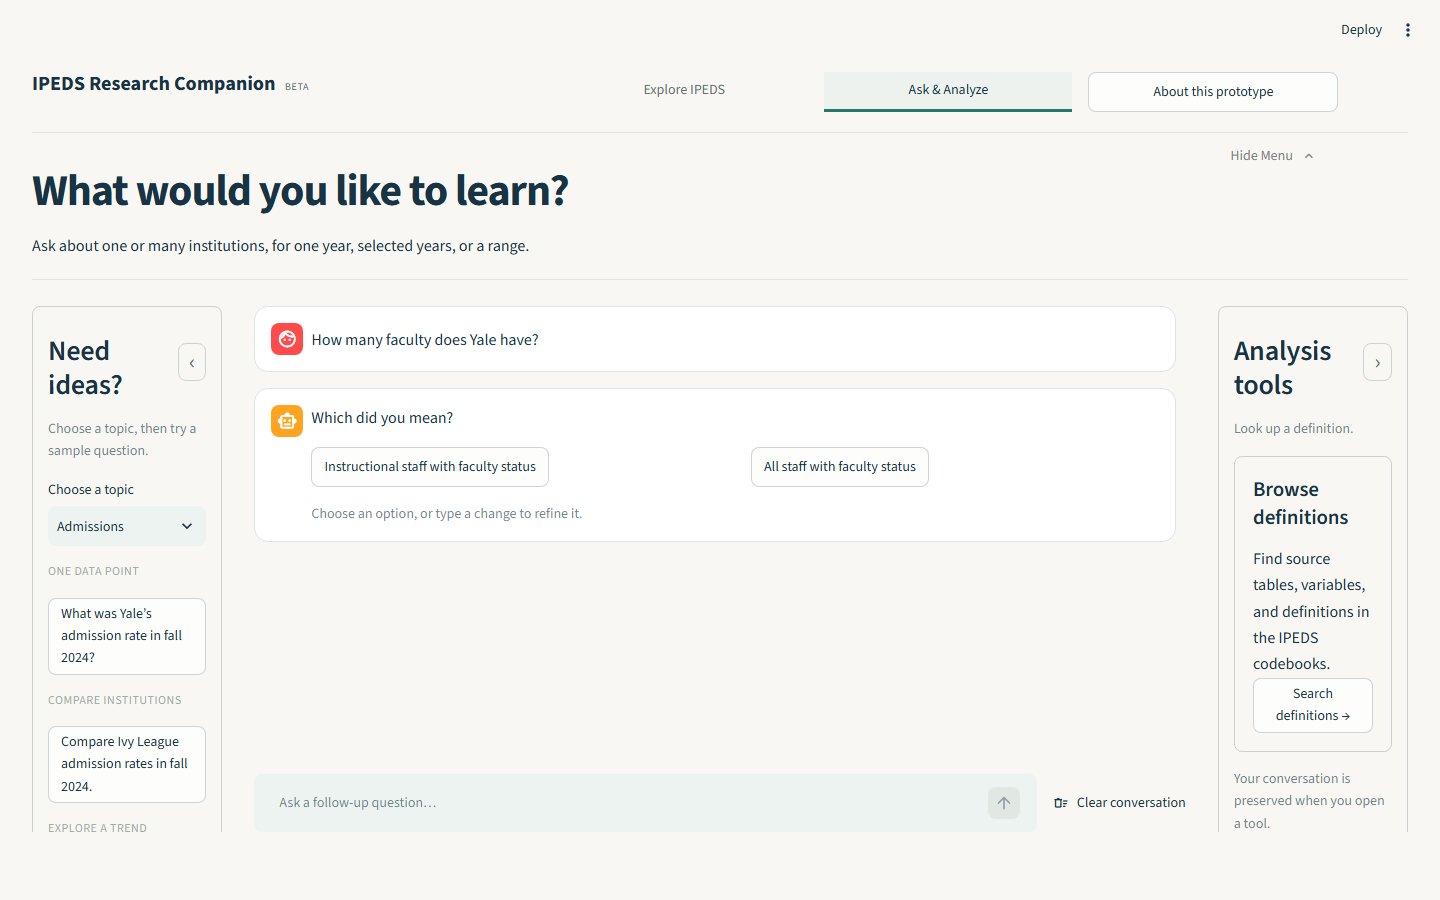 Deploy
IPEDS Research Companion BETA
Explore IPEDS
Ask & Analyze
About this prototype
Hide Menu
What would you like to learn?
Ask about one or many institutions, for one year, selected years, or a range.
Need
ideas?
Choose a topic, then try a
sample question.
Choose a topic
Admissions
ONE DATA POINT
What was Yale’s
admission rate in fall
2024?
COMPARE INSTITUTIONS
Compare Ivy League
admission rates in fall
2024.
EXPLORE A TREND
How many faculty does Yale have?
Which did you mean?
Instructional staff with faculty status
All staff with faculty status
Choose an option, or type a change to refine it.
Ask a follow-up question…
Clear conversation
Analysis
tools
Look up a definition.
Browse
definitions
Find source
tables, variables,
and definitions in
the IPEDS
codebooks.
Search
definitions →
Your conversation is
preserved when you open
a tool.